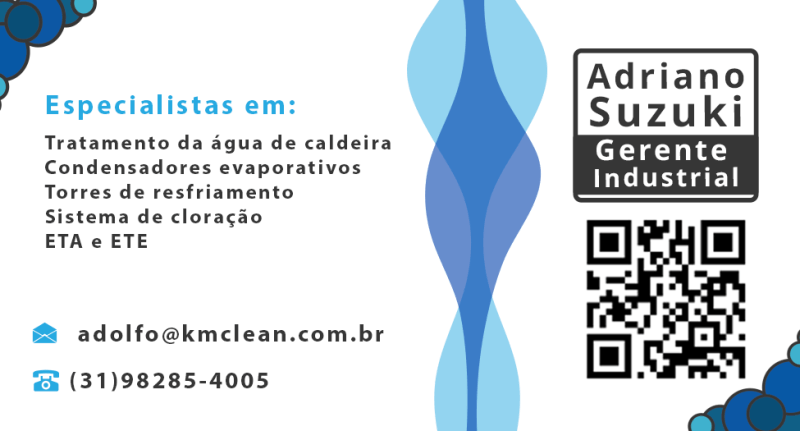 Especialistas em:
Tratamento da água de caldeira
Condensadores evaporativos
Torres de resfriamento
Sistema de cloração
ETA e ETE
adolfo@kmclean.com.br
(31)98285-4005
Adriano
Suzuki
Gerente
Industrial